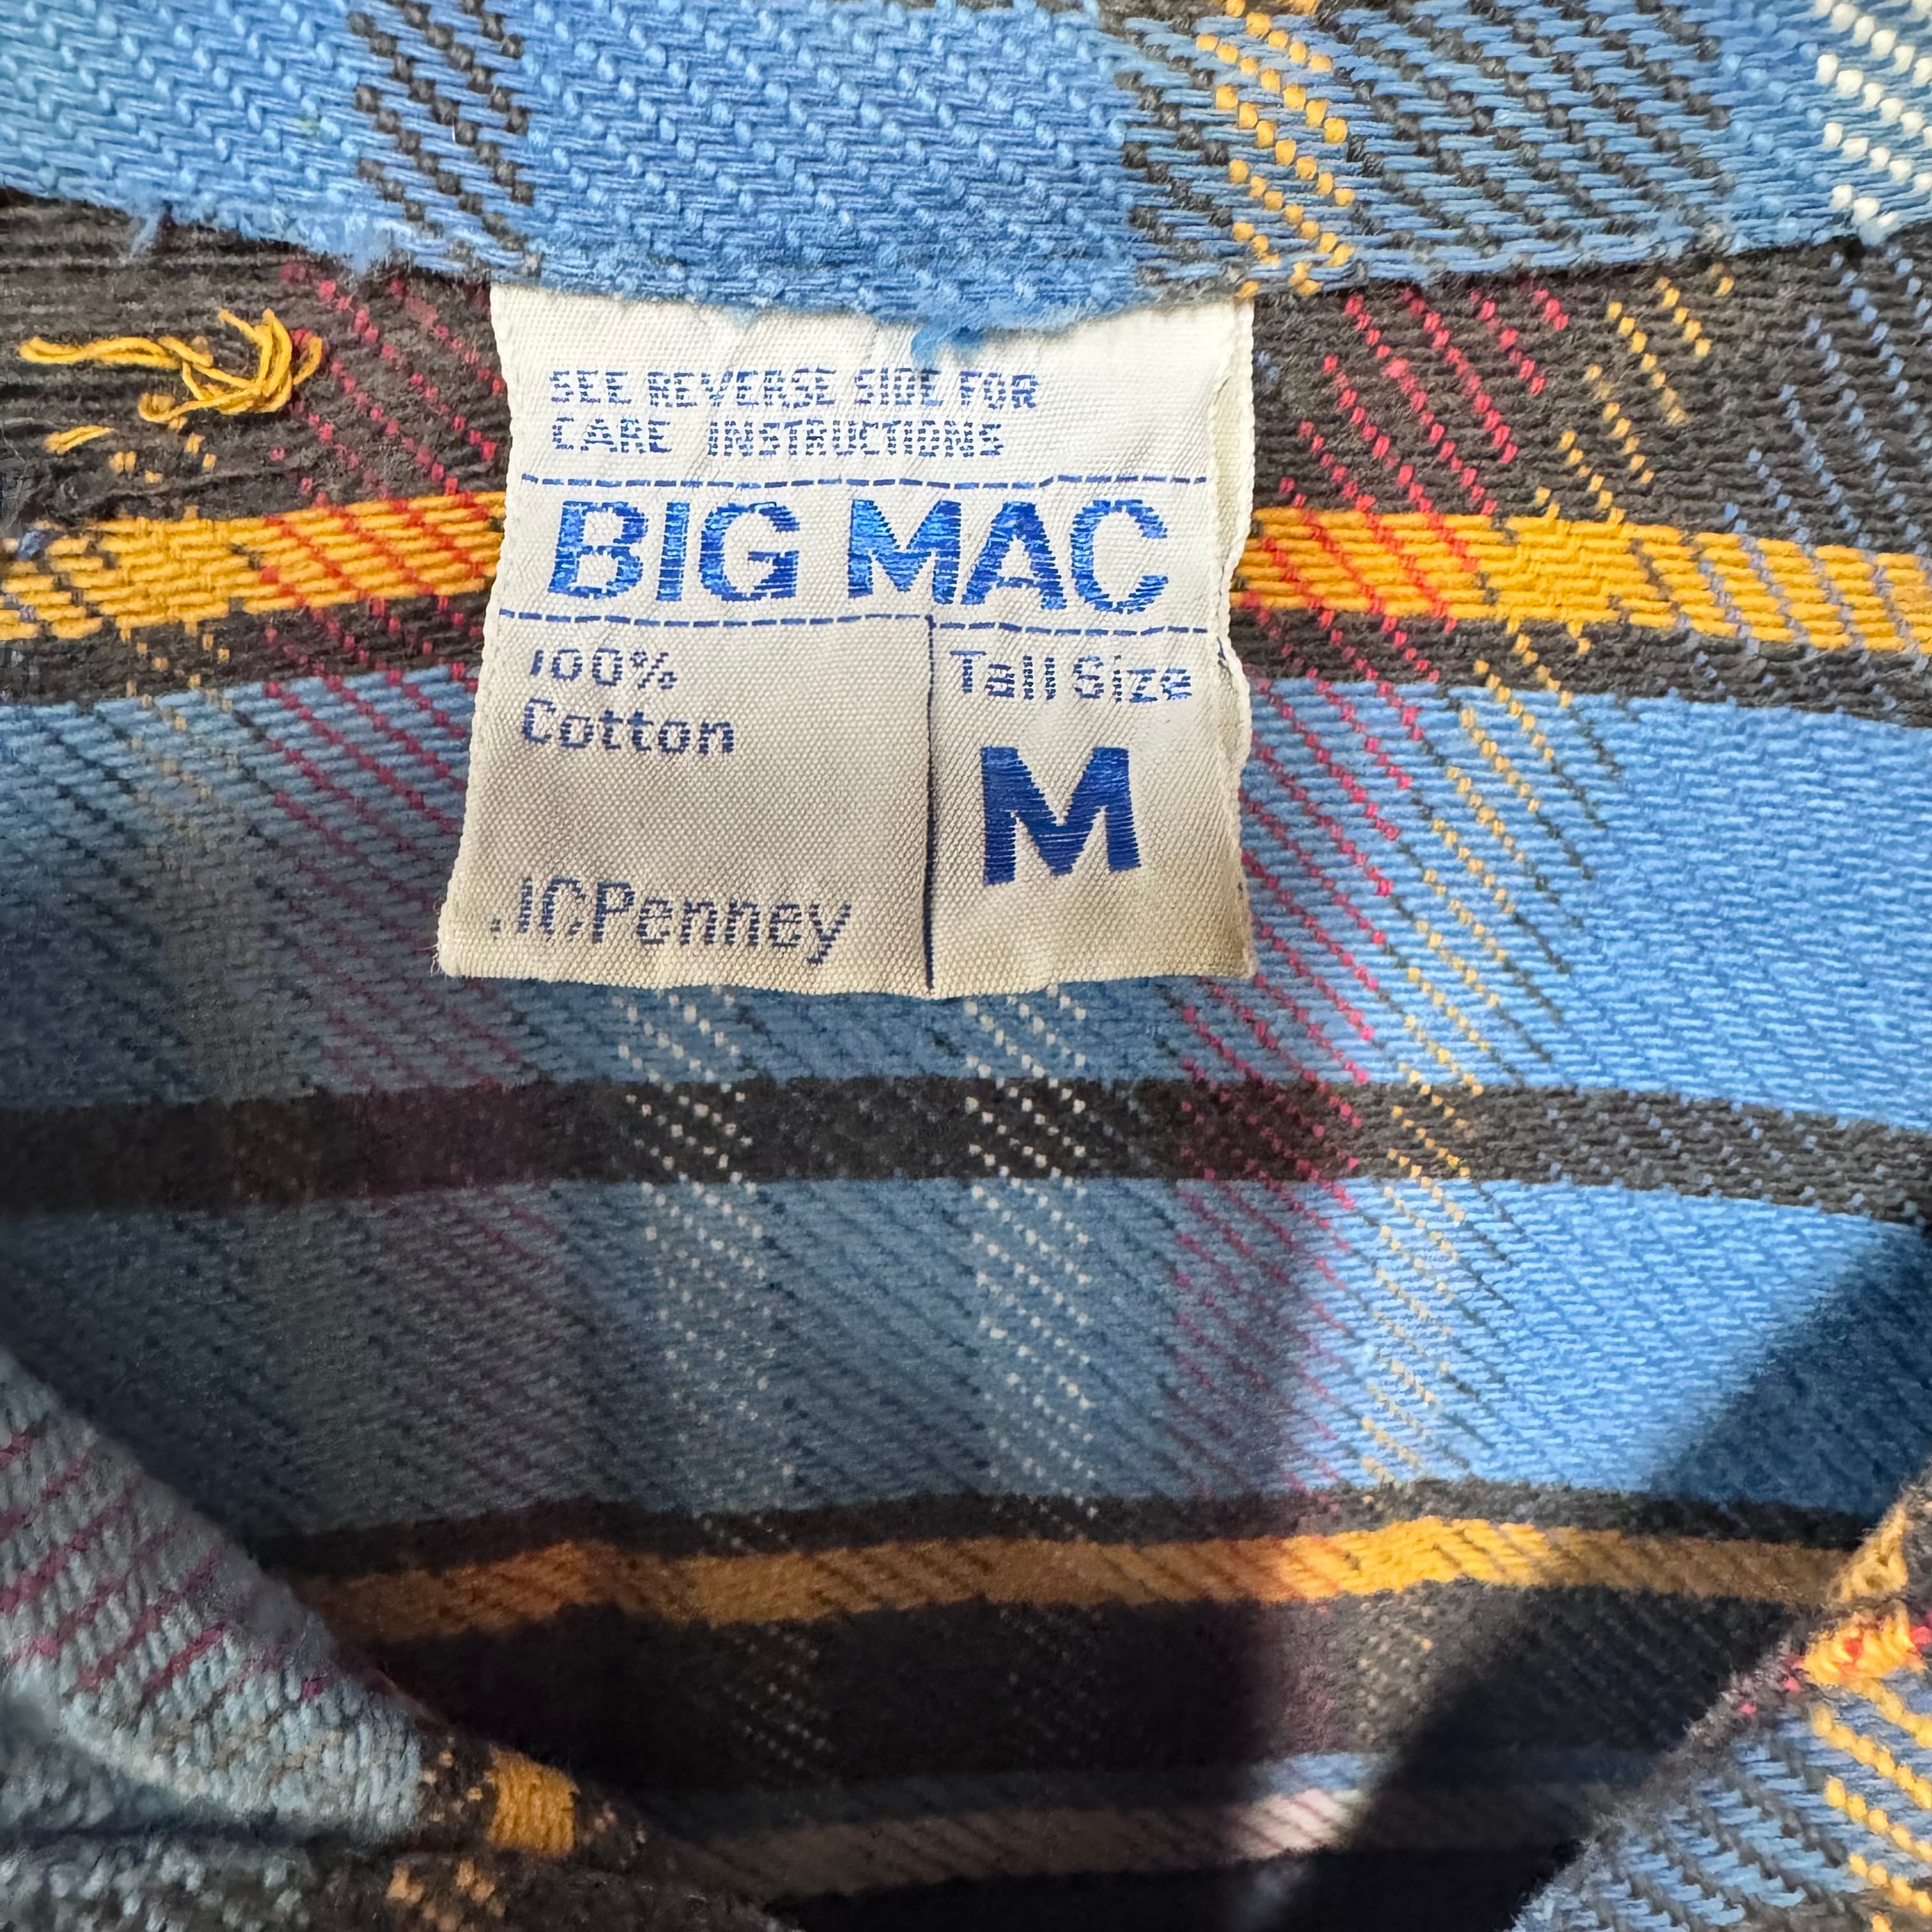 SEE REVERSE SIDE FOR
CARE INSTRUCTIONS
BIG MAC
100%
Cotton
JCPenney
Tall Size
M